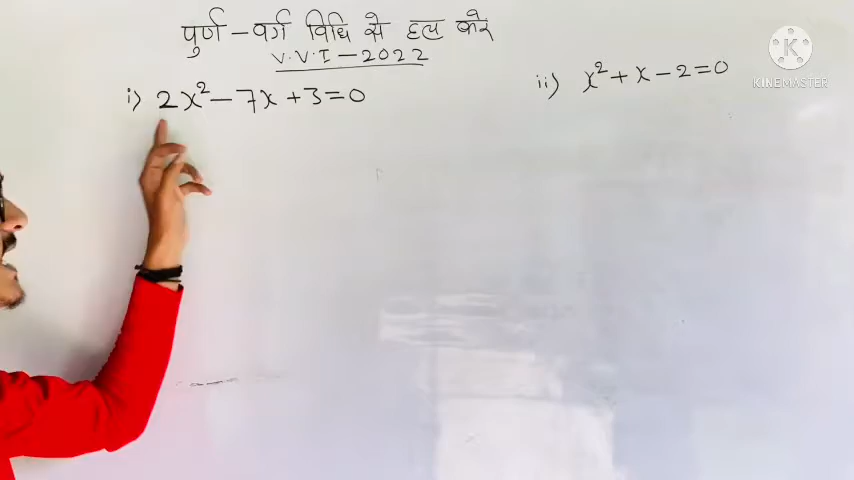 पुर्ण – वर्ग विधि से हल करे
V.V.I – 2022
i) 2x² – 7x + 3 = 0
ii) x² + x – 2 = 0
KINEMASTER